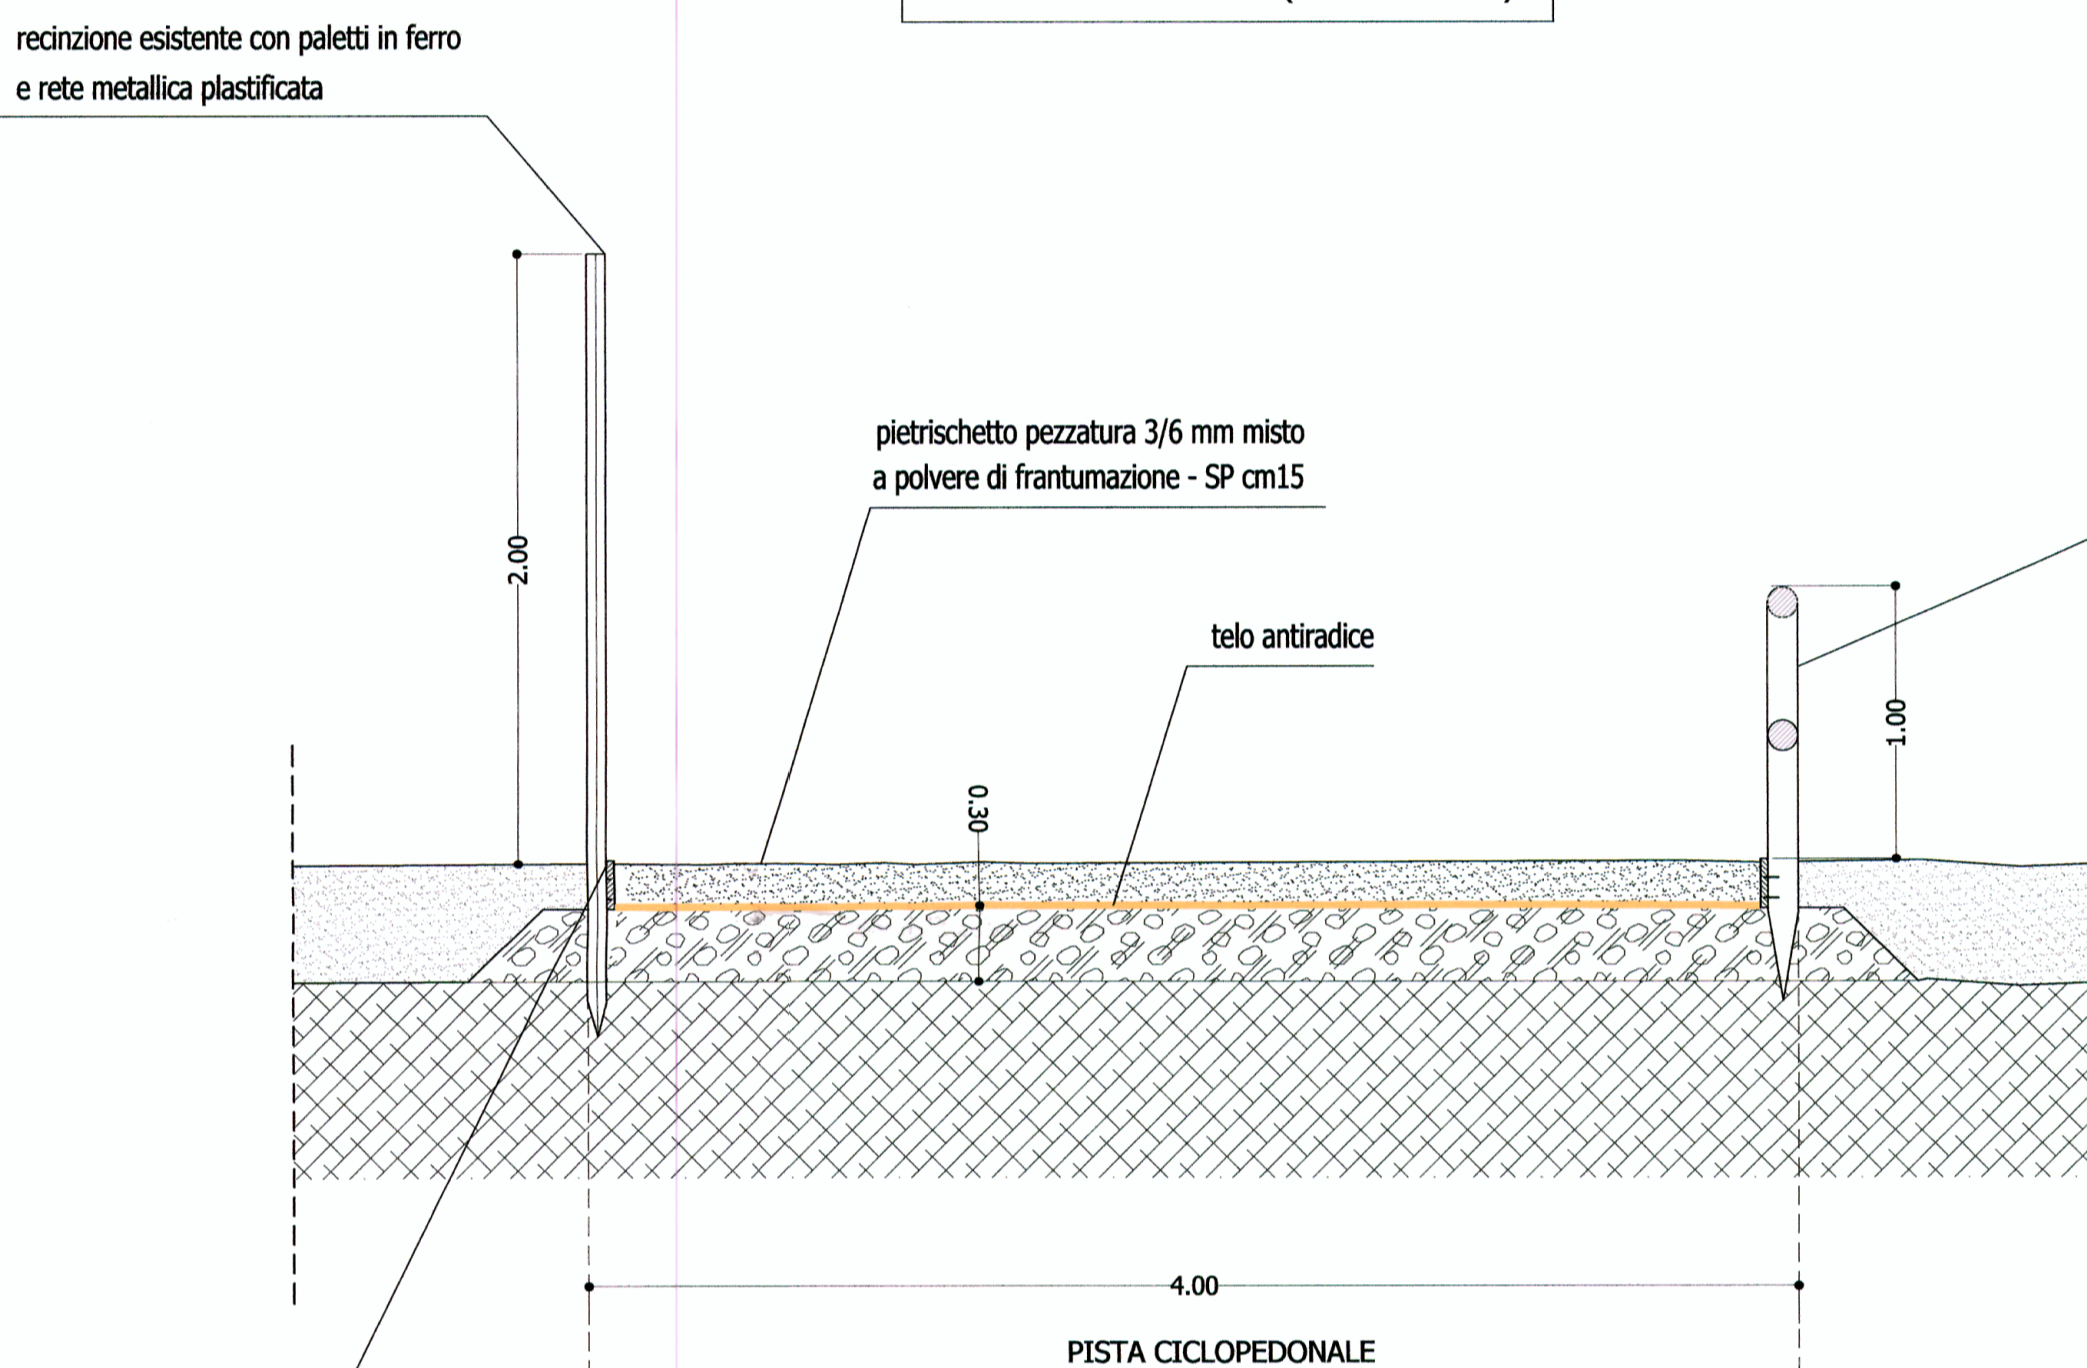 recinzione esistente con paletti in ferro
e rete metallica plastificata
pietrischetto pezzatura 3/6 mm misto
a polvere di frantumazione - SP cm15
2.00
telo antiradice
1.00
0.30
4.00
PISTA CICLOPEDONALE